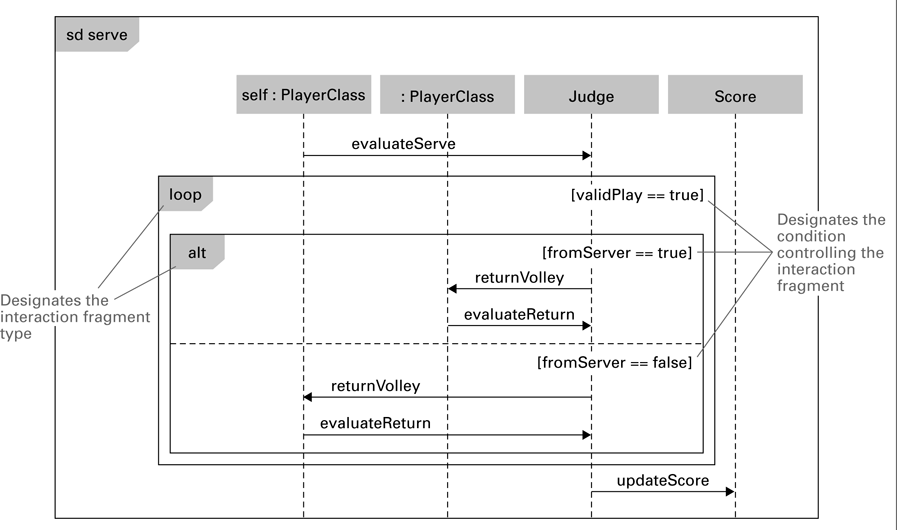 sd serve
self : PlayerClass
: PlayerClass
Judge
Score
evaluateServe
loop
[validPlay == true]
alt
[fromServer == true]
returnVolley
evaluateReturn
[fromServer == false]
returnVolley
evaluateReturn
updateScore
Designates the
interaction fragment
type
Designates the
condition
controlling the
interaction
fragment